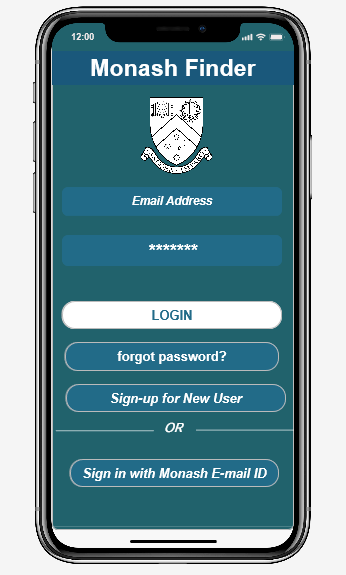 12:00
Monash Finder
Email Address
*******
LOGIN
forgot password?
Sign-up for New User
OR
Sign in with Monash E-mail ID